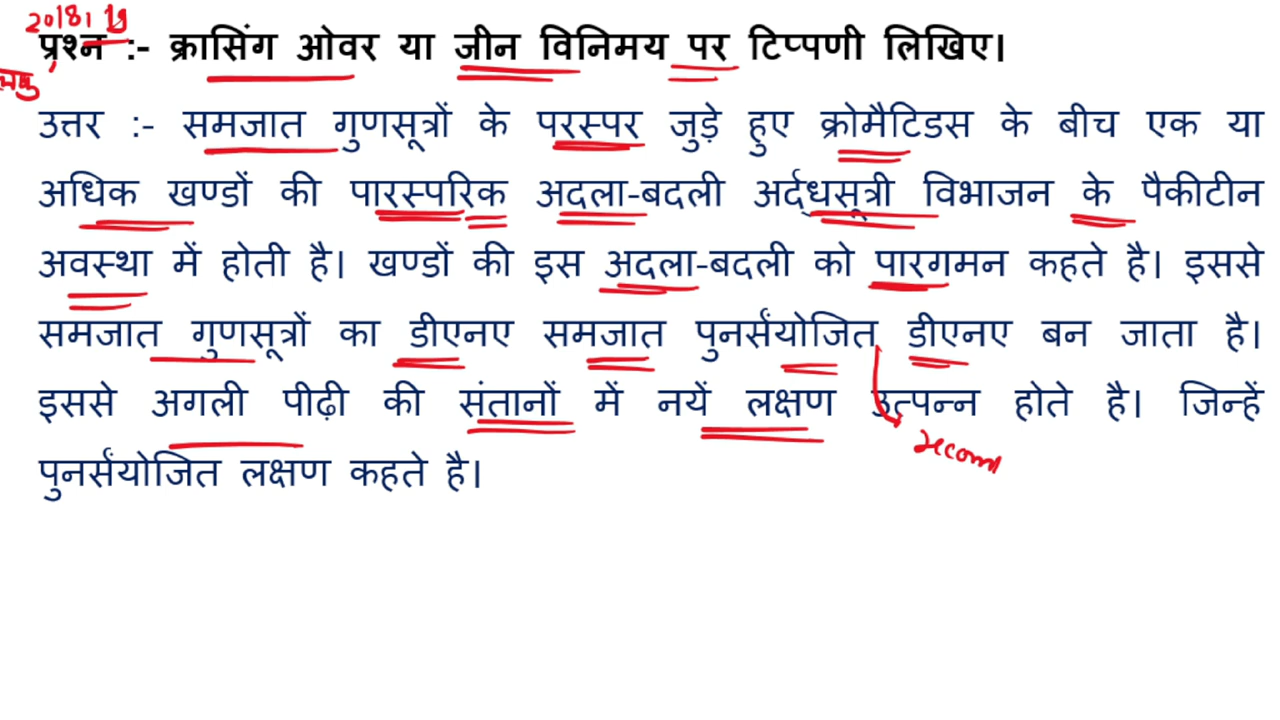 2018, 19
प्रश्न :- क्रासिंग ओवर या जीन विनिमय पर टिप्पणी लिखिए।
उत्तर :- समजात गुणसूत्रों के परस्पर जुड़े हुए क्रोमैटिडस के बीच एक या
अधिक खण्डों की पारस्परिक अदला-बदली अर्द्धसूत्री विभाजन के पैकीटीन
अवस्था में होती है। खण्डों की इस अदला-बदली को पारगमन कहते है। इससे
समजात गुणसूत्रों का डीएनए समजात पुनर्संयोजित डीएनए बन जाता है।
इससे अगली पीढ़ी की संतानों में नयें लक्षण उत्पन्न होते है। जिन्हें
पुनर्संयोजित लक्षण कहते है।